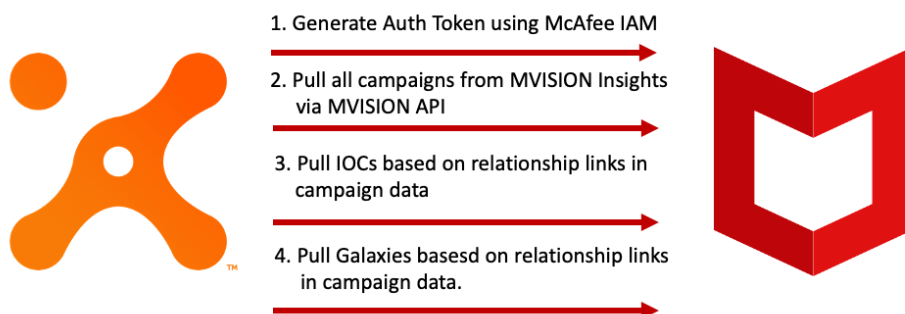 1. Generate Auth Token using McAfee IAM
2. Pull all campaigns from MVISION Insights
via MVISION API
3. Pull IOCs based on relationship links in
campaign data
4. Pull Galaxies basesd on relationship links
in campaign data.
TM